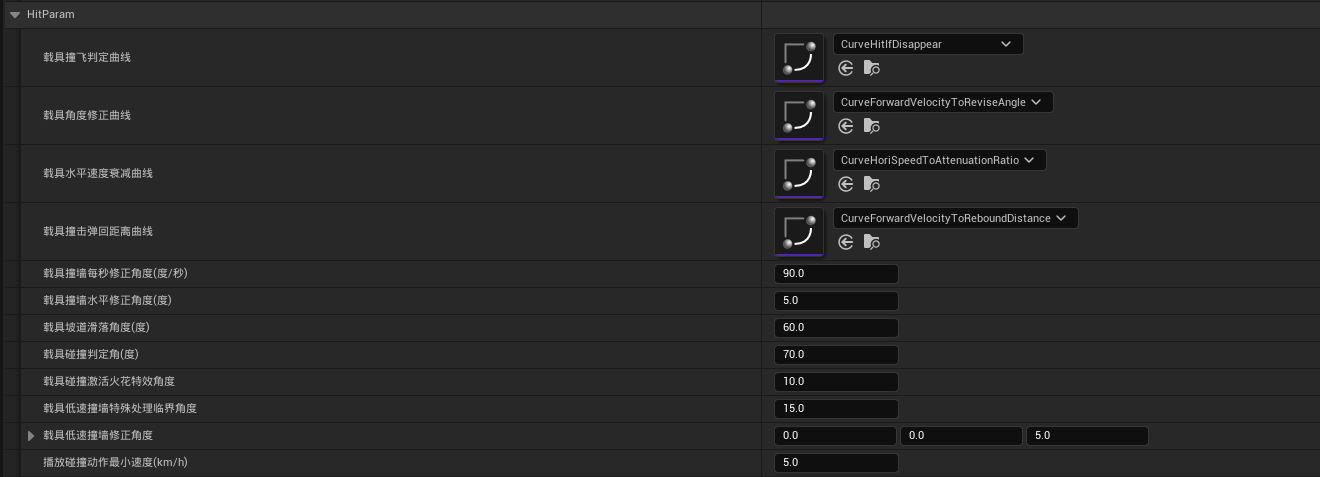 HitParam
载具撞飞判定曲线
CurveHitIfDisappear
载具角度修正曲线
CurveForwardVelocityToReviseAngle
载具水平速度衰减曲线
CurveHoriSpeedToAttenuationRatio
载具撞击弹回距离曲线
CurveForwardVelocityToReboundDistance
载具撞墙每秒修正角度(度/秒) 90.0
载具撞墙水平修正角度(度) 5.0
载具坡道滑落角度(度) 60.0
载具碰撞判定角(度) 70.0
载具碰撞激活火花特效角度 10.0
载具低速撞墙特殊处理临界角度 15.0
载具低速撞墙修正角度 0.0 0.0 5.0
播放碰撞动作最小速度(km/h) 5.0